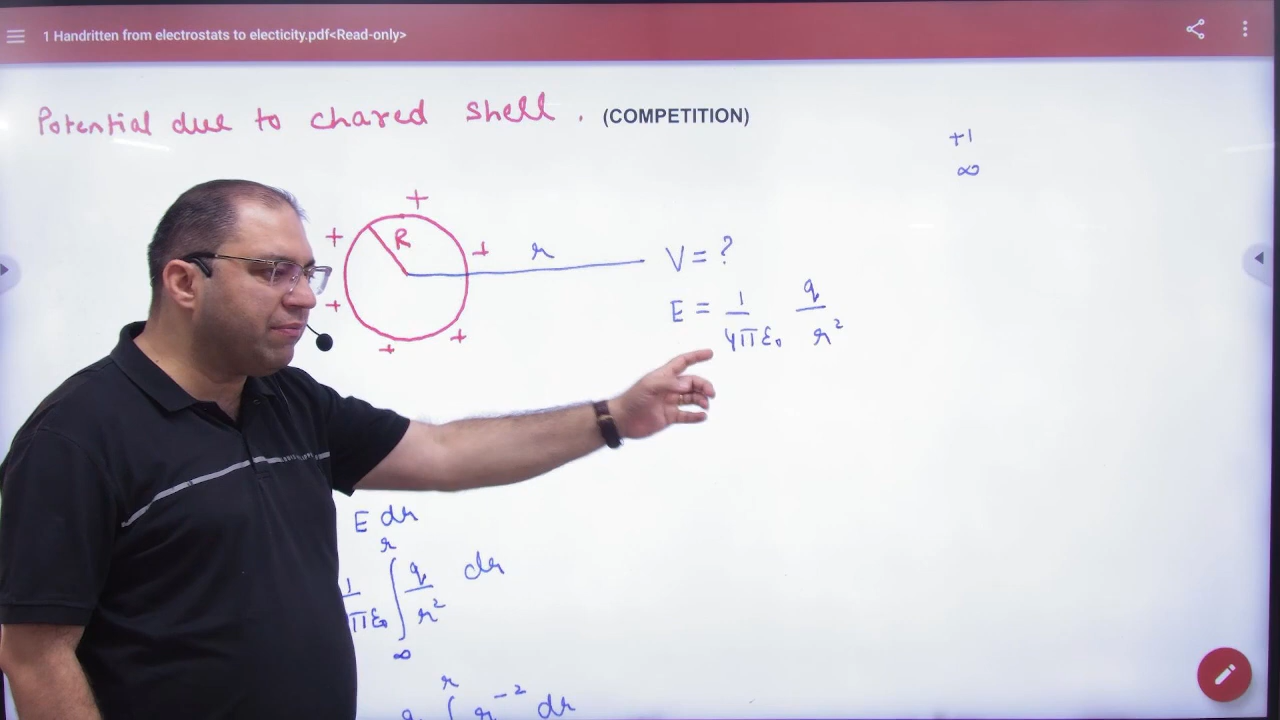 1 Handritten from electrostats to electicity.pdf<Read-only>
Potential due to chared shell . (COMPETITION)
+1
∞
+
+ R + r V = ?
+ + +
E = 1/4πε₀ q/r²
E dr
1/πε₀ ∫ r ∞ q/r² dr
q ∫ r r⁻² dr